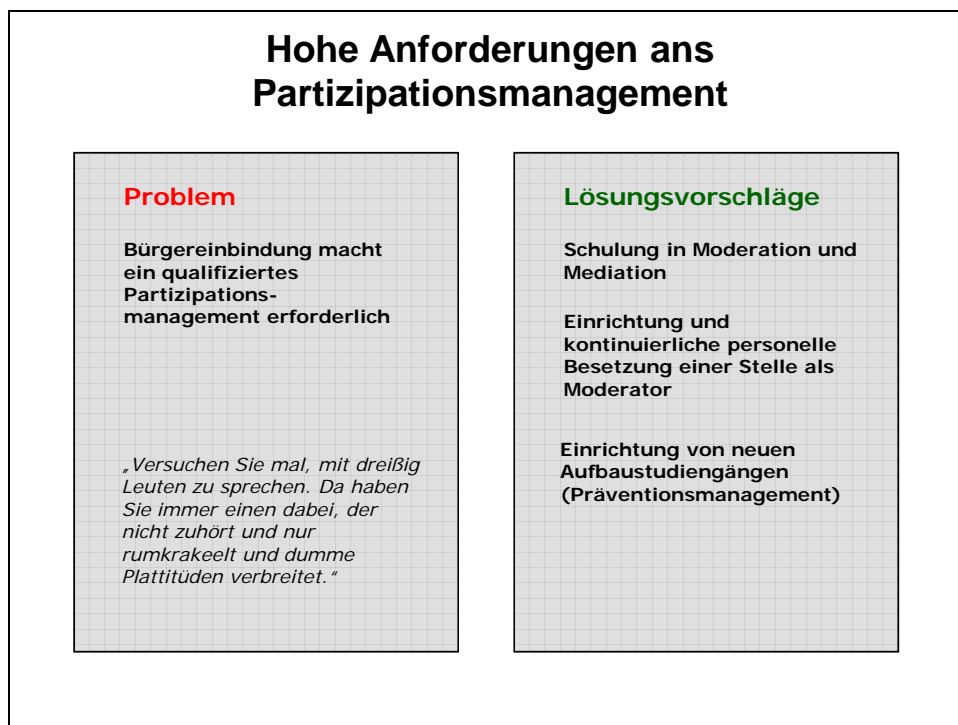 Hohe Anforderungen ans
Partizipationsmanagement
Problem
Bürgereinbindung macht
ein qualifiziertes
Partizipations-
management erforderlich
„Versuchen Sie mal, mit dreißig
Leuten zu sprechen. Da haben
Sie immer einen dabei, der
nicht zuhört und nur
rumkrakeelt und dumme
Plattitüden verbreitet.“
Lösungsvorschläge
Schulung in Moderation und
Mediation
Einrichtung und
kontinuierliche personelle
Besetzung einer Stelle als
Moderator
Einrichtung von neuen
Aufbaustudiengängen
(Präventionsmanagement)